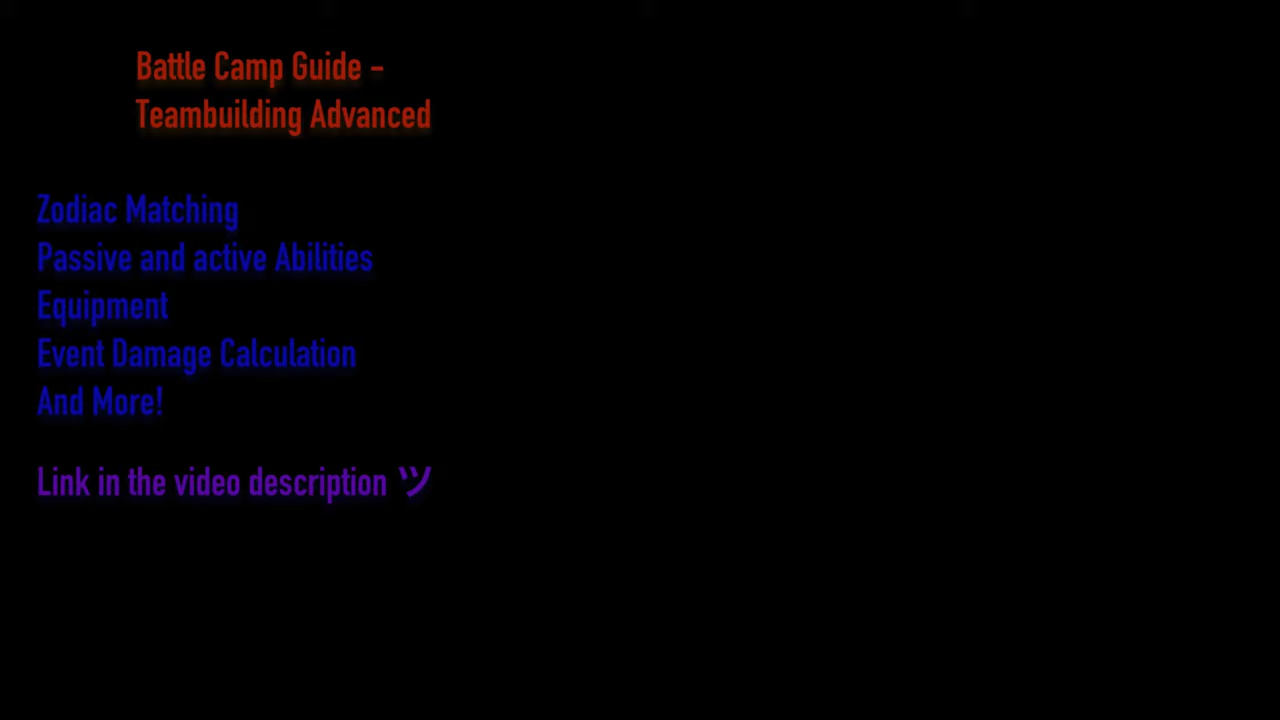 Battle Camp Guide –
Teambuilding Advanced
Zodiac Matching
Passive and active Abilities
Equipment
Event Damage Calculation
And More!
Link in the video description ツ